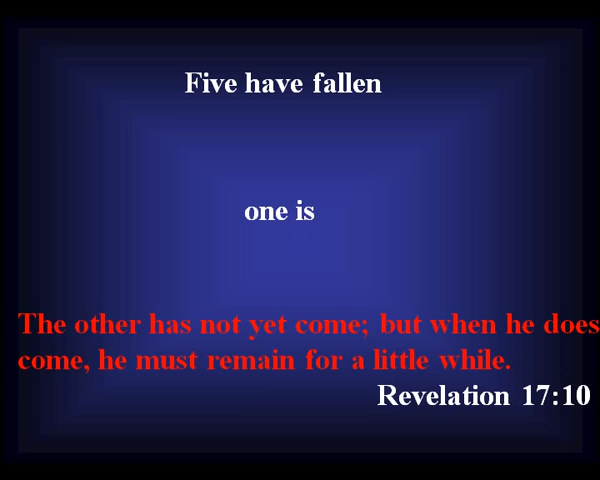 Five have fallen
one is
The other has not yet come; but when he does
come, he must remain for a little while.
Revelation 17:10